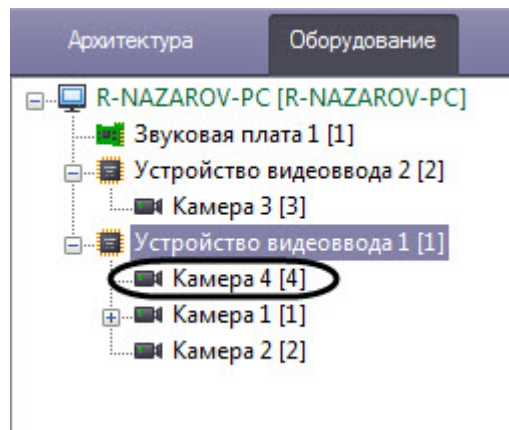 Архитектура Оборудование
R-NAZAROV-PC [R-NAZAROV-PC]
Звуковая плата 1 [1]
Устройство видеоввода 2 [2]
Камера 3 [3]
Устройство видеоввода 1 [1]
Камера 4 [4]
Камера 1 [1]
Камера 2 [2]